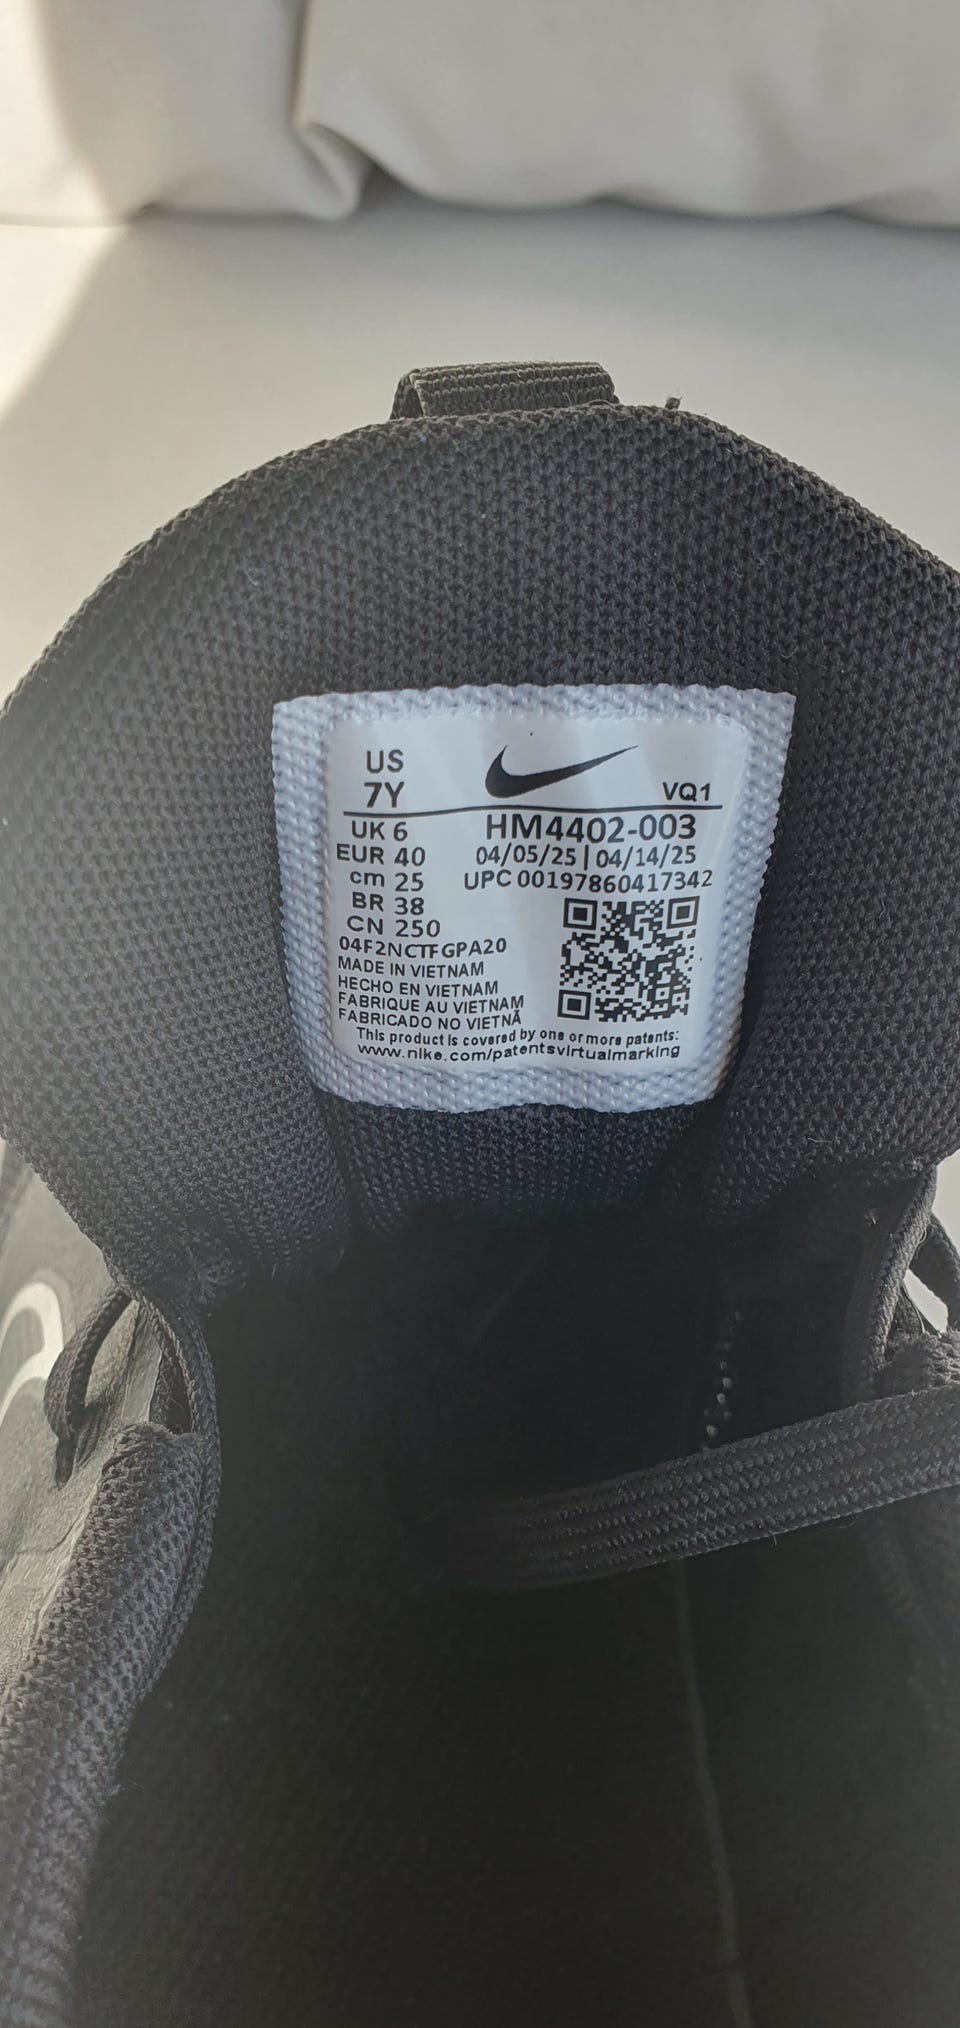 US
7Y
VQ1
UK 6
EUR 40
cm 25
BR 38
CN 250
HM4402-003
04/05/25 | 04/14/25
UPC 00197860417342
04F2NCTFGPA20
MADE IN VIETNAM
HECHO EN VIETNAM
FABRIQUE AU VIETNAM
FABRICADO NO VIETNÃ
This product is covered by one or more patents:
www.nike.com/patentsvirtualmarking